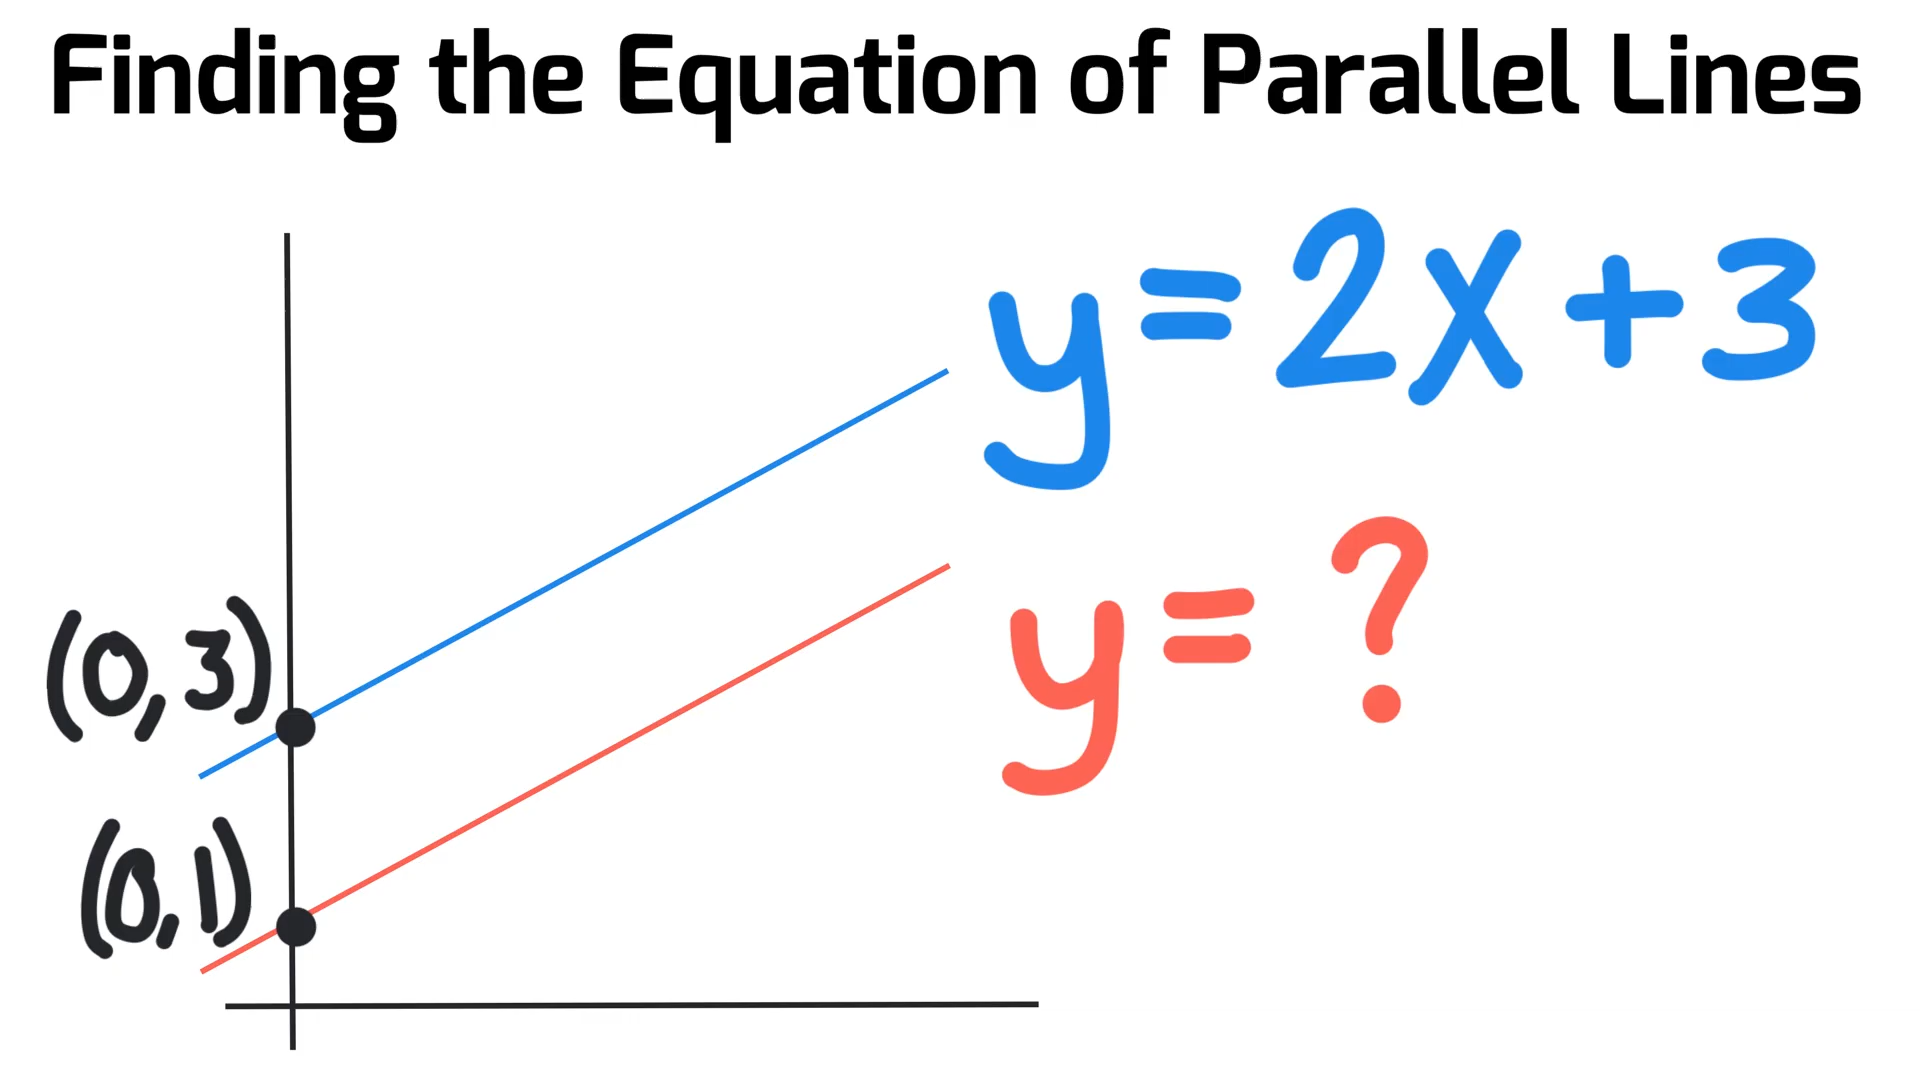 Finding the Equation of Parallel Lines
y=2x+3
y=?
(0,3)
(0,1)